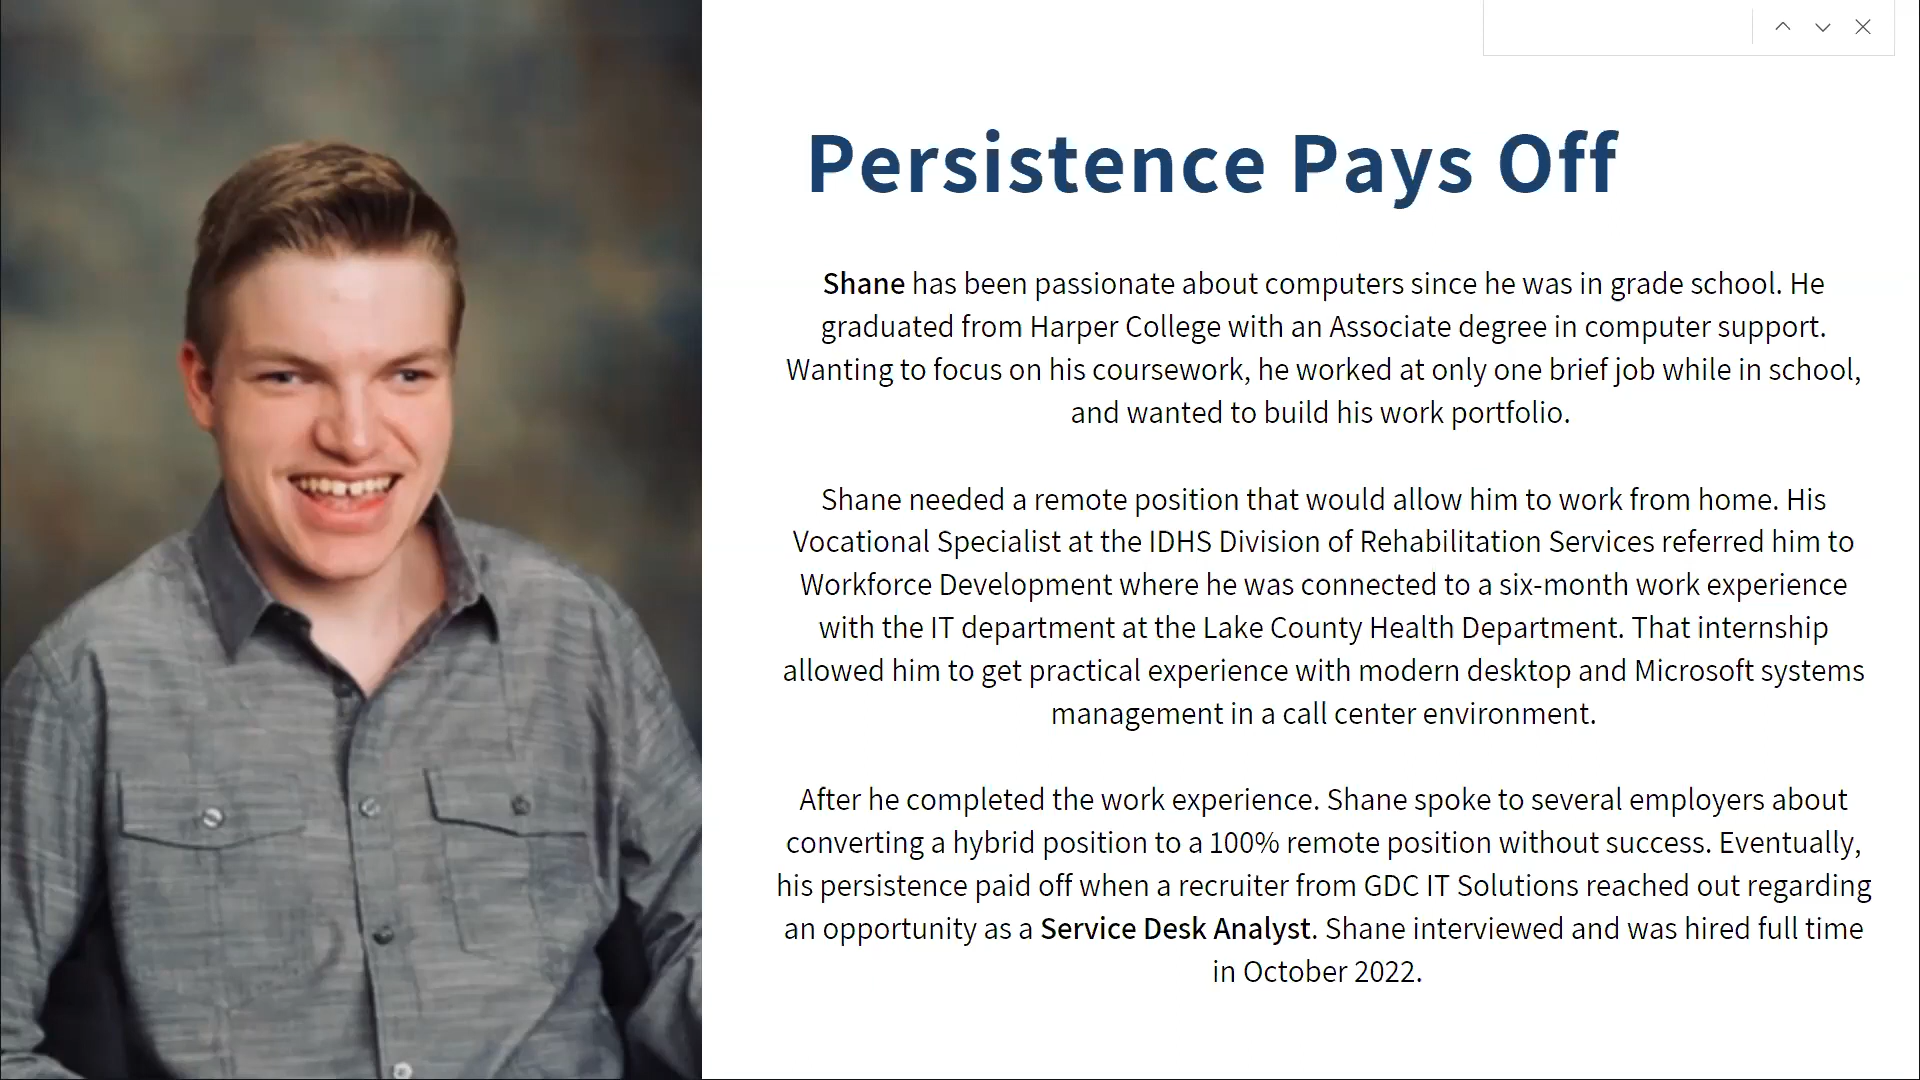 Persistence Pays Off
Shane has been passionate about computers since he was in grade school. He
graduated from Harper College with an Associate degree in computer support.
Wanting to focus on his coursework, he worked at only one brief job while in school,
and wanted to build his work portfolio.
Shane needed a remote position that would allow him to work from home. His
Vocational Specialist at the IDHS Division of Rehabilitation Services referred him to
Workforce Development where he was connected to a six-month work experience
with the IT department at the Lake County Health Department. That internship
allowed him to get practical experience with modern desktop and Microsoft systems
management in a call center environment.
After he completed the work experience. Shane spoke to several employers about
converting a hybrid position to a 100% remote position without success. Eventually,
his persistence paid off when a recruiter from GDC IT Solutions reached out regarding
an opportunity as a Service Desk Analyst. Shane interviewed and was hired full time
in October 2022.